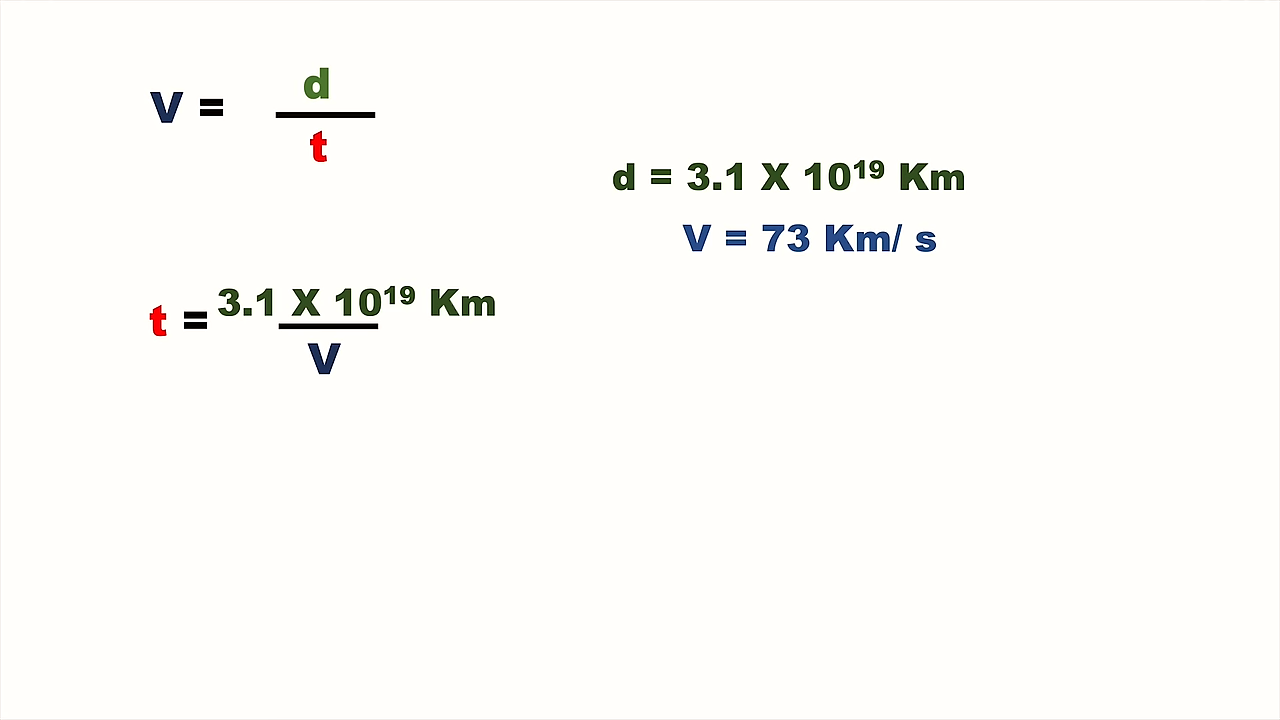 V = d
t
d = 3.1 X 10¹⁹ Km
V = 73 Km/ s
t = 3.1 X 10¹⁹ Km
V